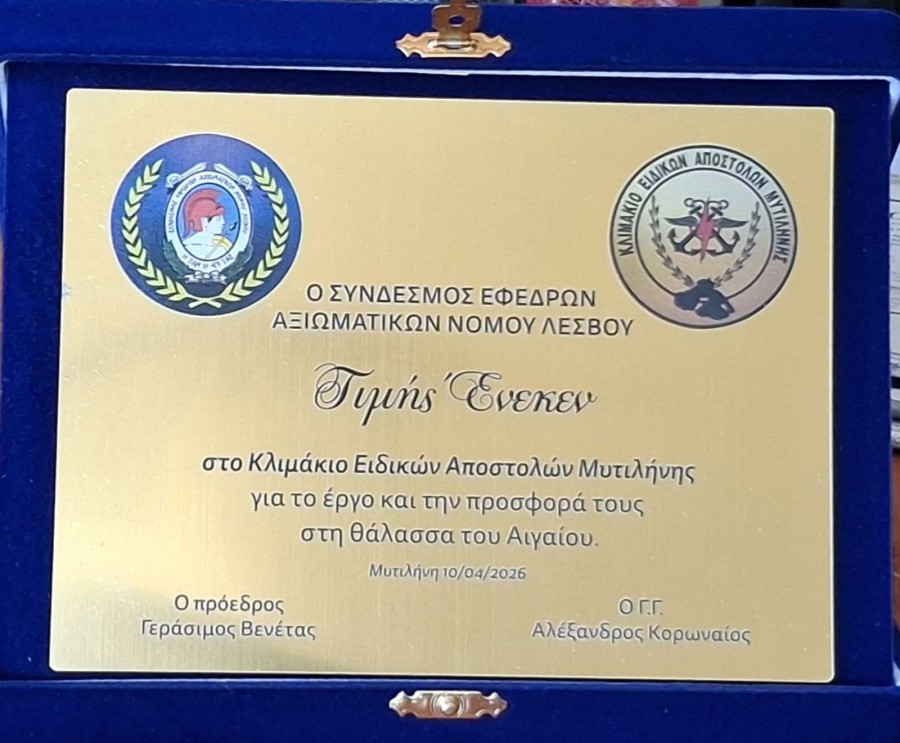 ΚΛΙΜΑΚΙΟ ΕΙΔΙΚΩΝ ΑΠΟΣΤΟΛΩΝ ΜΥΤΙΛΗΝΗΣ
Ο ΣΥΝΔΕΣΜΟΣ ΕΦΕΔΡΩΝ
ΑΞΙΩΜΑΤΙΚΩΝ ΝΟΜΟΥ ΛΕΣΒΟΥ
Τιμής Ένεκεν
στο Κλιμάκιο Ειδικών Αποστολών Μυτιλήνης
για το έργο και την προσφορά τους
στη θάλασσα του Αιγαίου.
Μυτιλήνη 10/04/2026
Ο πρόεδρος
Γεράσιμος Βενέτας
Ο Γ.Γ.
Αλέξανδρος Κορωναίος